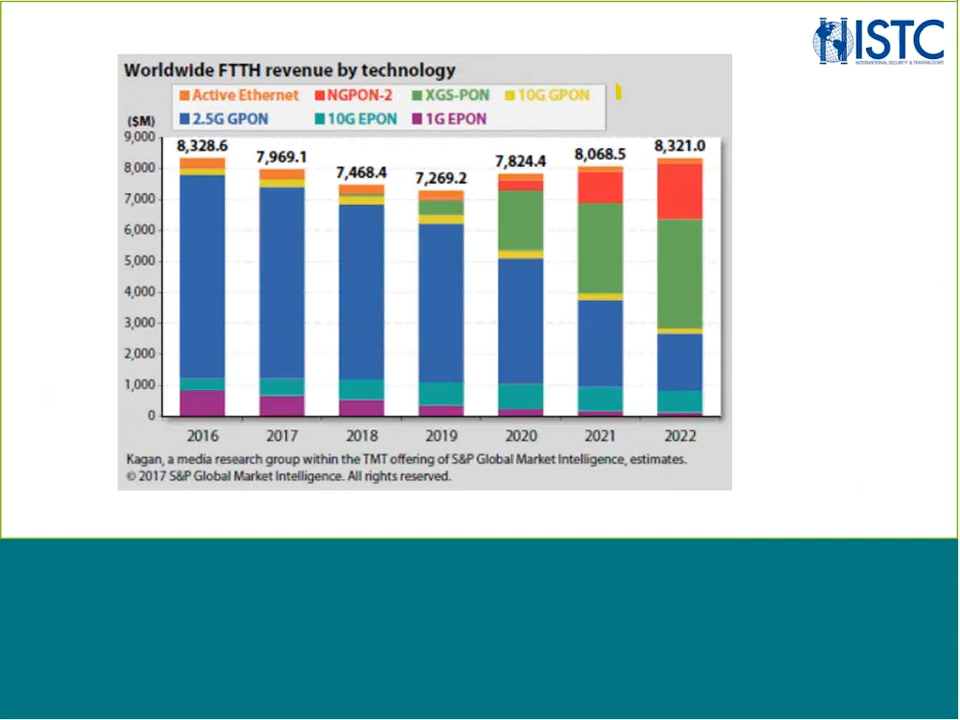 HISTC
INTERNATIONAL SECURITY & TRADING CORP.
Worldwide FTTH revenue by technology
Active Ethernet NGPON-2 XGS-PON 10G GPON
2.5G GPON 10G EPON 1G EPON
($M)
9,000
8,000
7,000
6,000
5,000
4,000
3,000
2,000
1,000
0
8,328.6 7,969.1 7,468.4 7,269.2 7,824.4 8,068.5 8,321.0
2016 2017 2018 2019 2020 2021 2022
Kagan, a media research group within the TMT offering of S&P Global Market Intelligence, estimates.
© 2017 S&P Global Market Intelligence. All rights reserved.